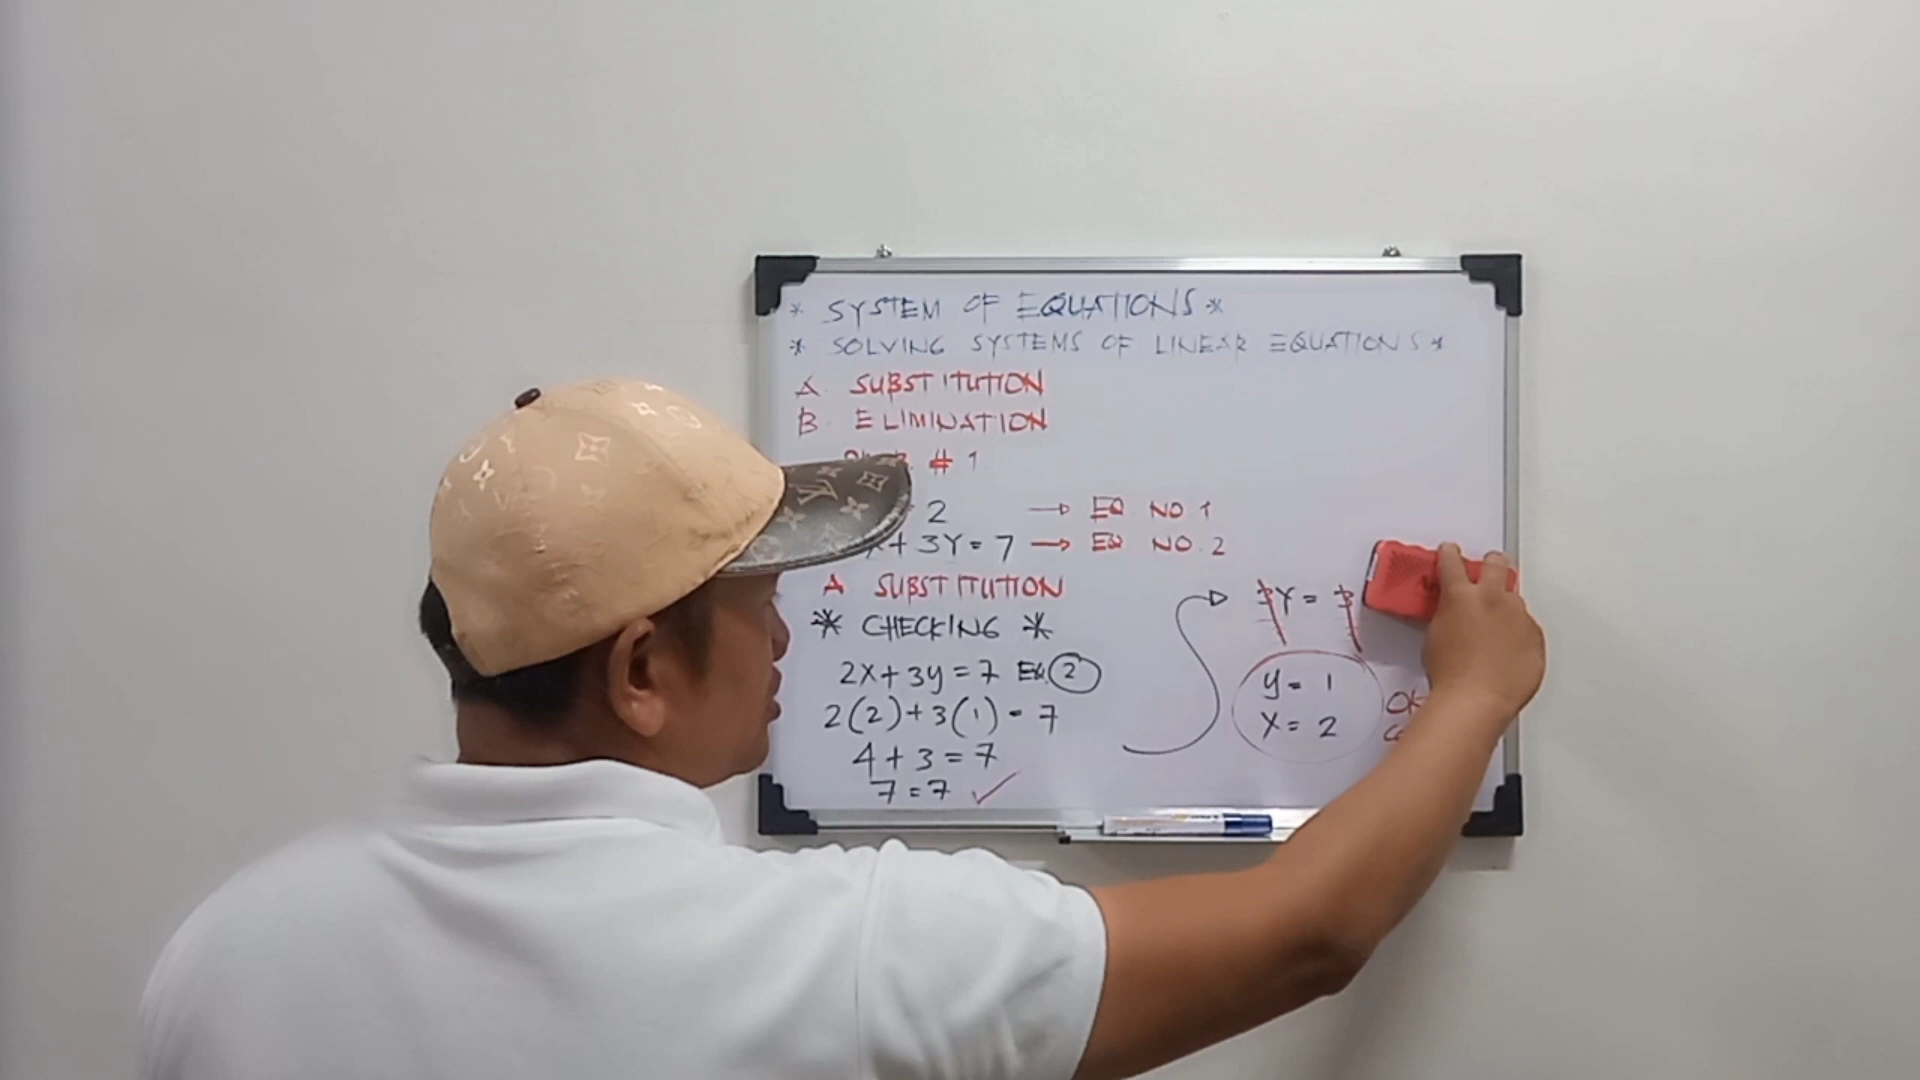 * SYSTEM OF EQUATIONS *
* SOLVING SYSTEMS OF LINEAR EQUATIONS *
A. SUBSTITUTION
B. ELIMINATION
# 1
2 → EQ NO 1
X + 3Y = 7 → EQ NO. 2
A. SUBSTITUTION
* CHECKING *
2X + 3y = 7 EQ. 2
2(2) + 3(1) = 7
4 + 3 = 7
7 = 7 ✓
3Y = 3
y = 1
X = 2